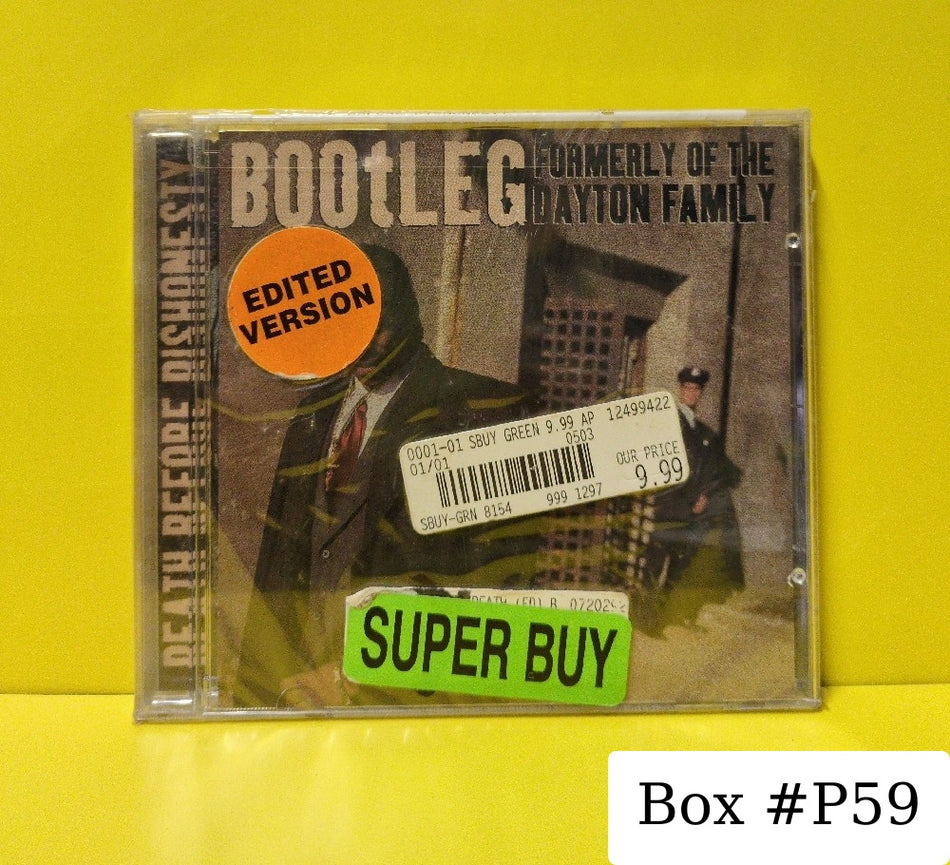 BOOtLEG
FORMERLY OF THE
DAYTON FAMILY
DEATH BEFORE DISHONESTY
EDITED
VERSION
0001-01 SBUY GREEN 9.99 AP 12499422
01/01 0503
OUR PRICE
9.99
SBUY-GRN 8154 999 1297
DEATH (ED) B 072029
SUPER BUY
Box #P59